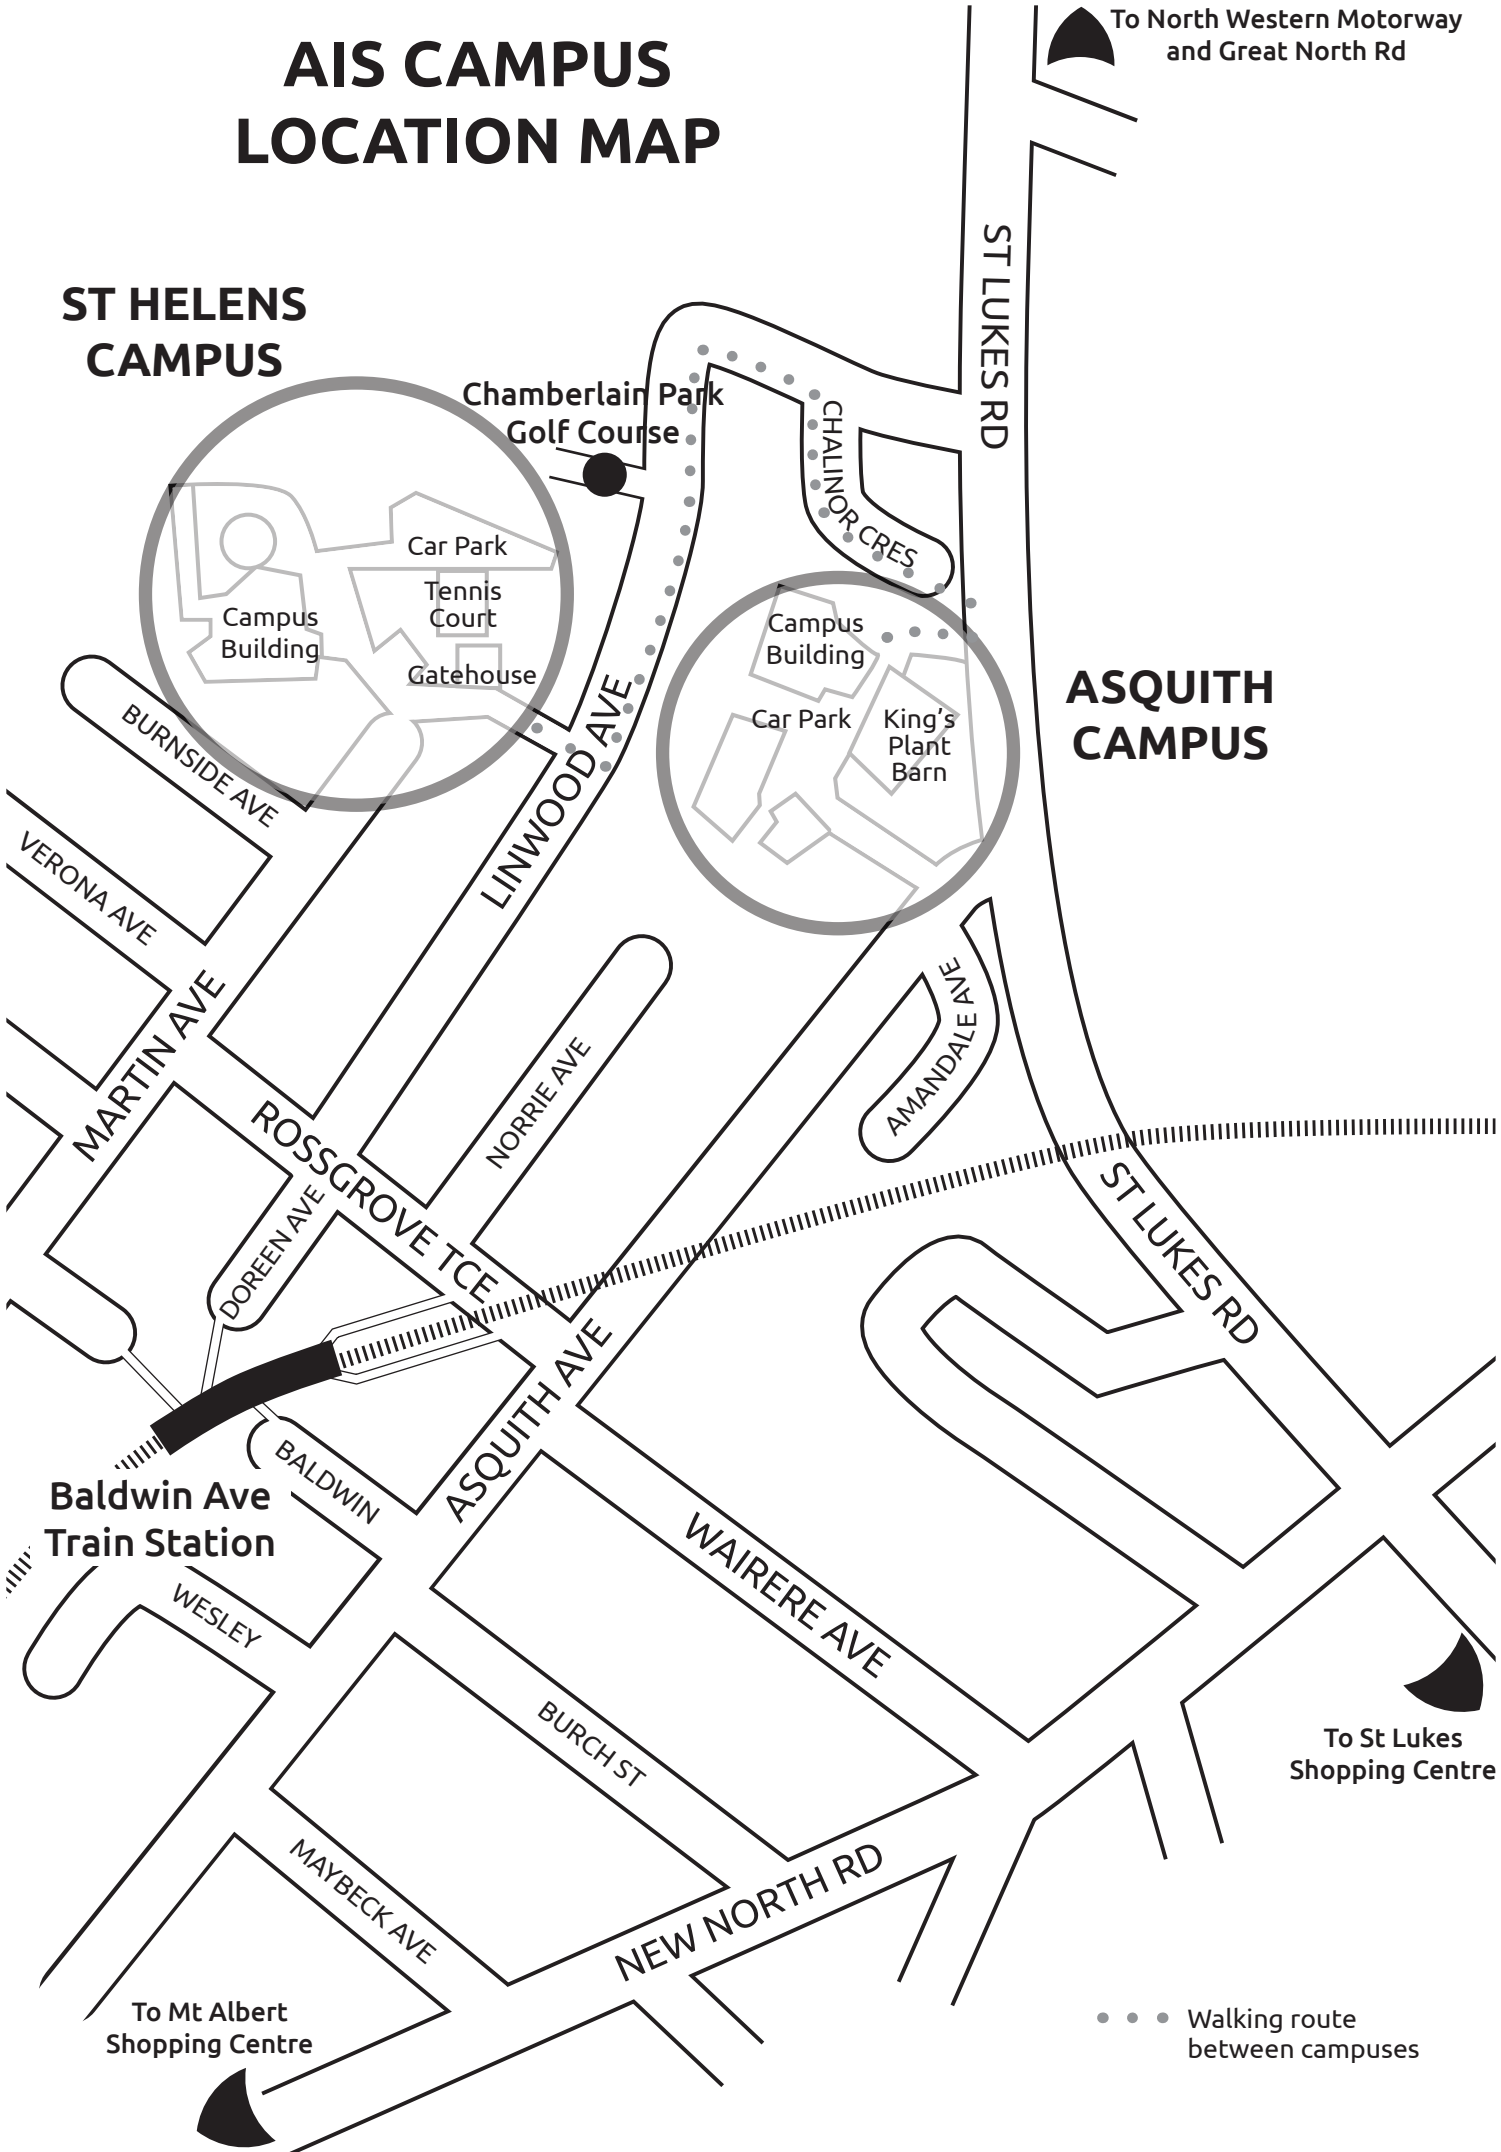 To North Western Motorway
and Great North Rd
AIS CAMPUS
LOCATION MAP
ST LUKES RD
ST HELENS
CAMPUS
Chamberlain Park
Golf Course
CHALINOR CRES
Car Park
Tennis
Court
Campus
Building
Gatehouse
Campus
Building
Car Park
King's
Plant
Barn
ASQUITH
CAMPUS
BURNSIDE AVE
LINWOOD AVE
VERONA AVE
MARTIN AVE
AMANDALE AVE
NORRIE AVE
ROSSGROVE TCE
DOREEN AVE
ST LUKES RD
ASQUITH AVE
BALDWIN
Baldwin Ave
Train Station
WESLEY
WAIRERE AVE
BURCH ST
To St Lukes
Shopping Centre
MAYBECK AVE
NEW NORTH RD
To Mt Albert
Shopping Centre
Walking route
between campuses